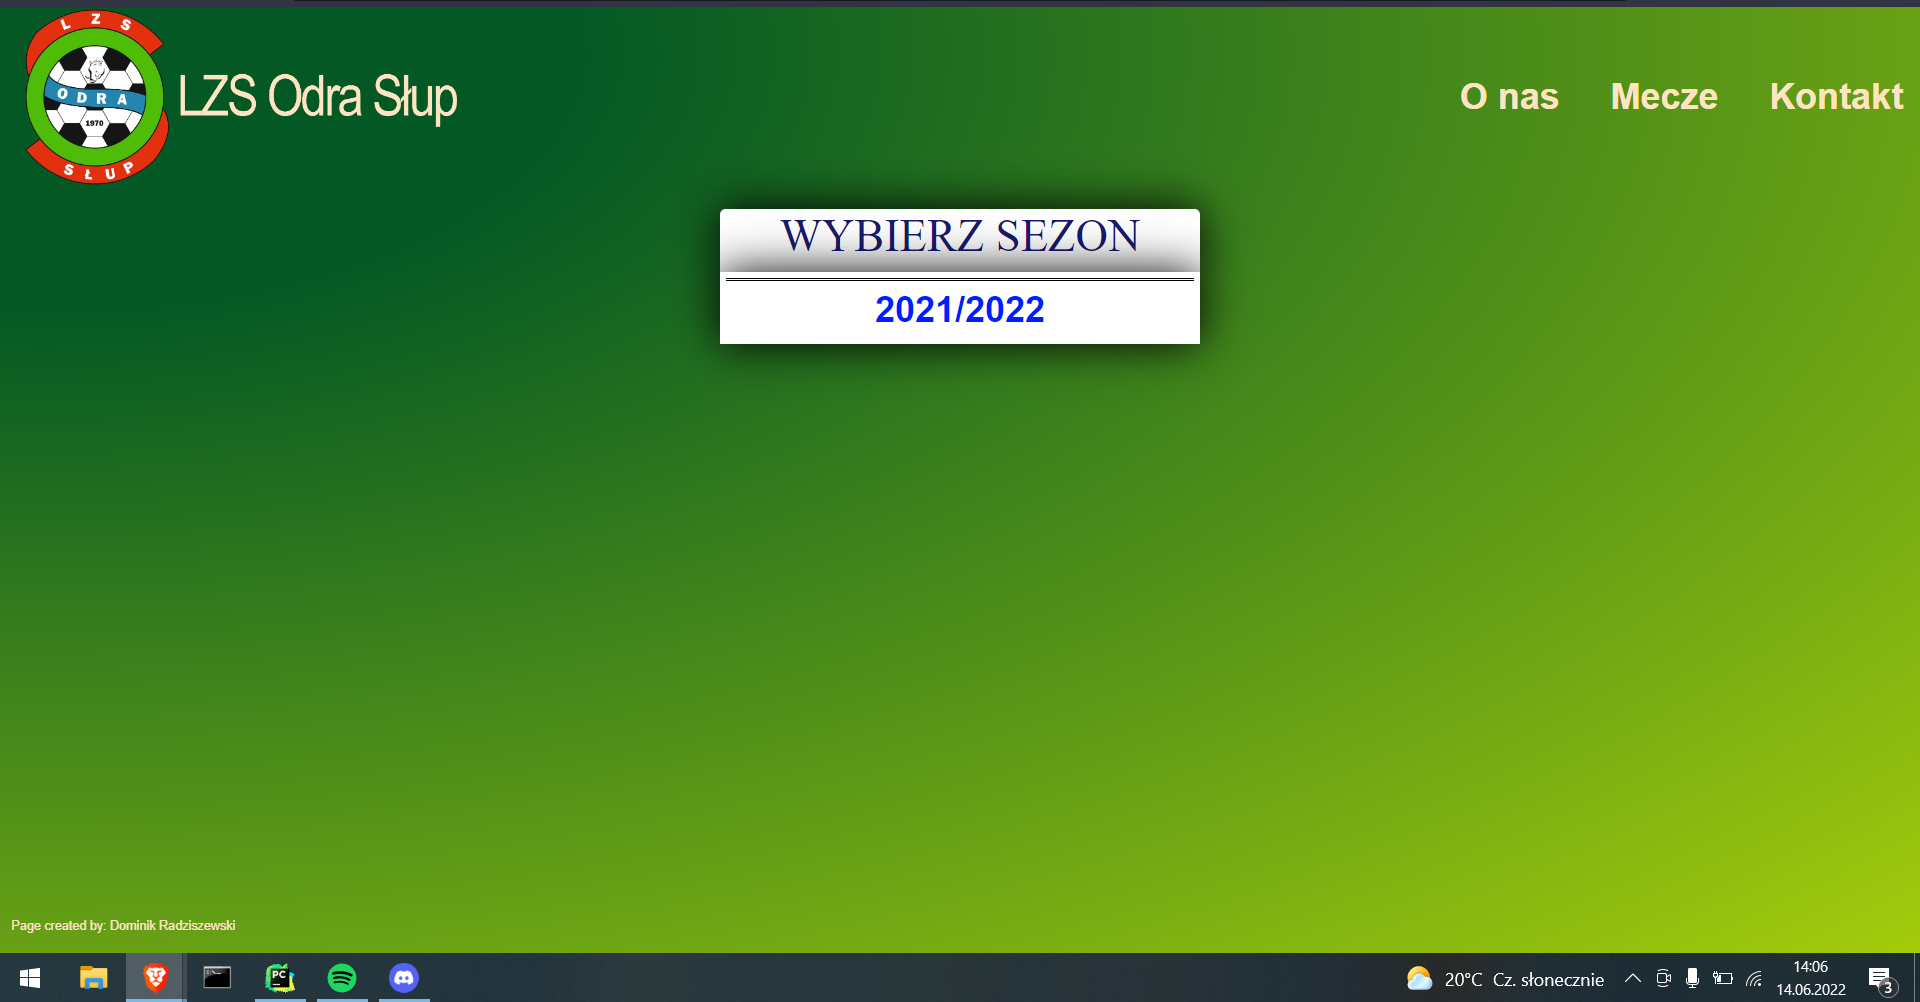 L Z S
ODRA
1970
SŁUP
LZS Odra Słup
O nas
Mecze
Kontakt
WYBIERZ SEZON
2021/2022
Page created by: Dominik Radziszewski
PC
20°C Cz. słonecznie
14:06
14.06.2022
3